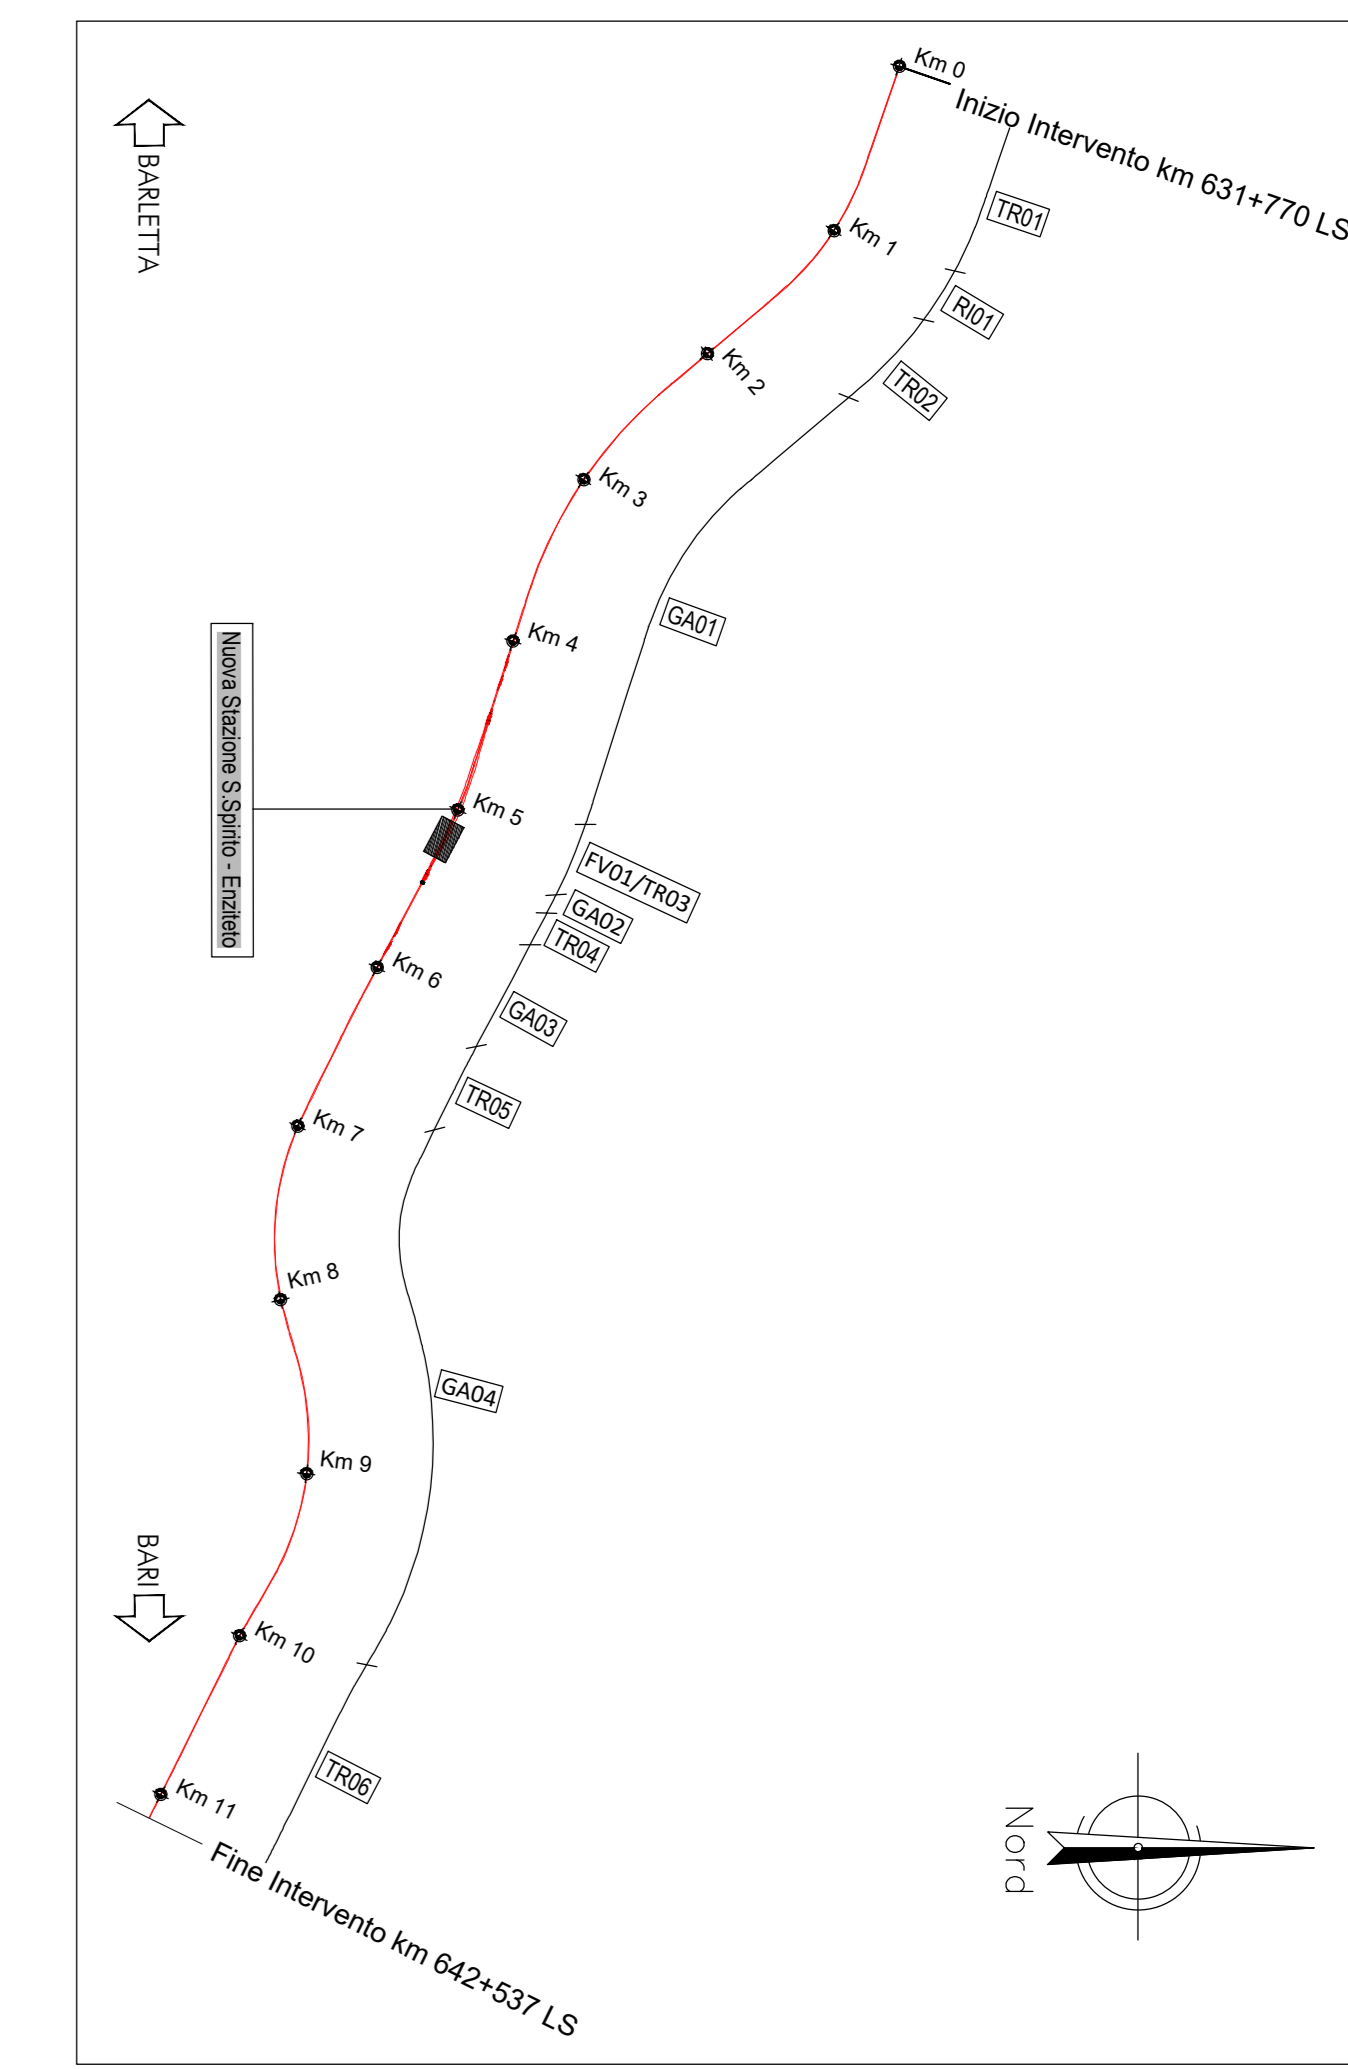 Km 0
Inizio Intervento km 631+770 LS
BARLETTA
TR01
Km 1
RI01
Km 2
TR02
Km 3
GA01
Km 4
Nuova Stazione S.Spirito - Enziteto
Km 5
FV01/TR03
GA02
TR04
Km 6
GA03
TR05
Km 7
Km 8
GA04
Km 9
BARI
Km 10
TR06
Km 11
Fine Intervento km 642+537 LS
Nord